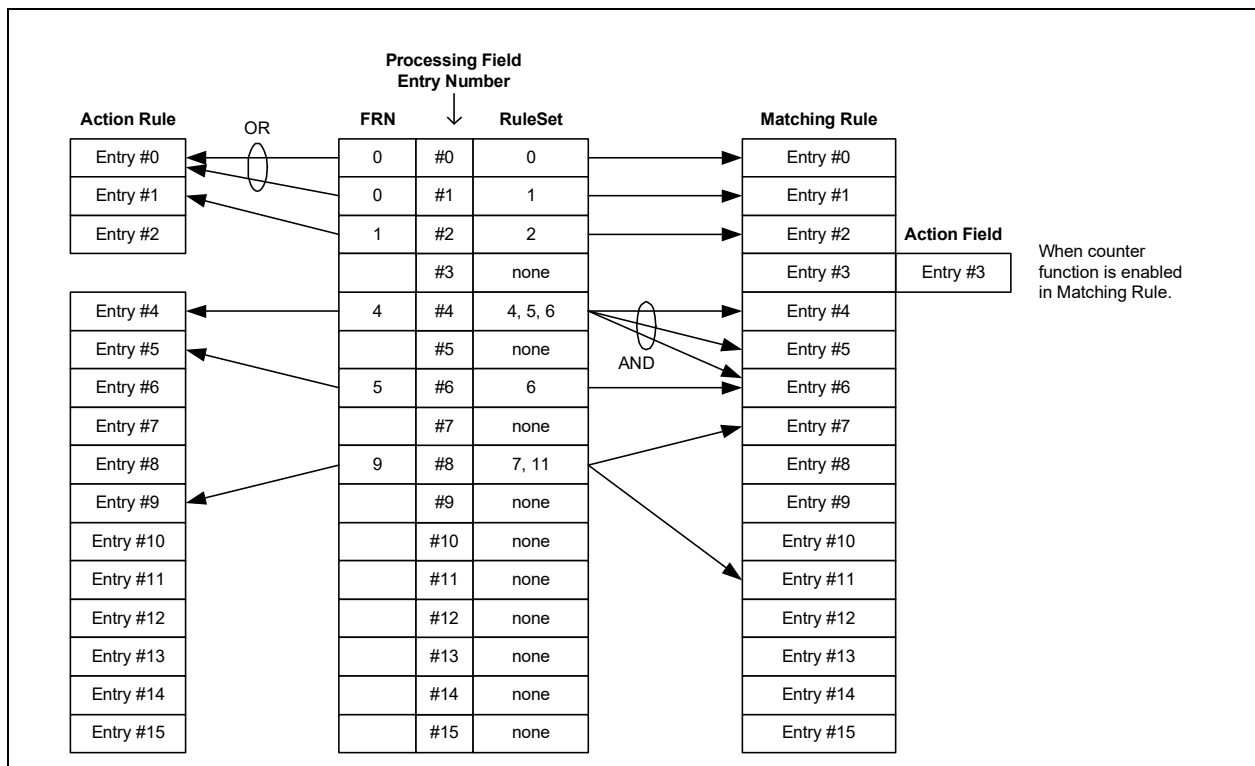 Processing Field
Entry Number
Action Rule
OR
FRN
RuleSet
Matching Rule
Entry #0
0
#0
0
Entry #0
Entry #1
0
#1
1
Entry #1
Entry #2
1
#2
2
Entry #2
Action Field
#3
none
Entry #3
Entry #3
When counter
function is enabled
in Matching Rule.
Entry #4
4
#4
4, 5, 6
Entry #4
Entry #5
#5
none
AND
Entry #5
Entry #6
5
#6
6
Entry #6
Entry #7
#7
none
Entry #7
Entry #8
9
#8
7, 11
Entry #8
Entry #9
#9
none
Entry #9
Entry #10
#10
none
Entry #10
Entry #11
#11
none
Entry #11
Entry #12
#12
none
Entry #12
Entry #13
#13
none
Entry #13
Entry #14
#14
none
Entry #14
Entry #15
#15
none
Entry #15